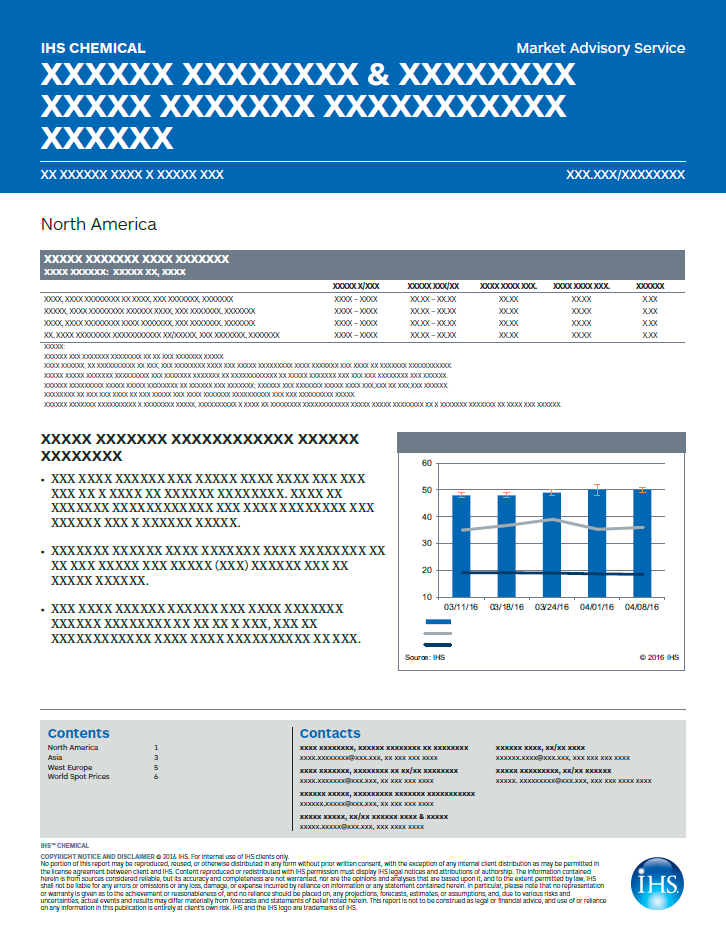 IHS CHEMICAL
Market Advisory Service
XXXXXX XXXXXXXX & XXXXXXXX
XXXXX XXXXXXX XXXXXXXXXXX
XXXXXX
XX XXXXXX XXXX X XXXXX XXX
XXX.XXX/XXXXXXXX
North America
XXXXX XXXXXXX XXXX XXXXXXX
XXXX XXXXXX: XXXXX XX, XXXX
XXXXX X/XXX XXXXX XXX/XX XXXX XXXX XXX. XXXX XXXX XXX. XXXXXX
XXXX, XXXX XXXXXXXX XX XXXX, XXX XXXXXXX, XXXXXXX XXXX – XXXX XX.XX – XX.XX XX.XX XX.XX X.XX
XXXXX, XXXX XXXXXXXX XXXXXX XXXX, XXX XXXXXXX, XXXXXXX XXXX – XXXX XX.XX – XX.XX XX.XX XX.XX X.XX
XXXX, XXXX XXXXXXXX XXXX XXXXXX, XXX XXXXXXX, XXXXXXX XXXX – XXXX XX.XX – XX.XX XX.XX XX.XX X.XX
XX, XXXX XXXXXXXX XXXXXXXXXXX XX/XXXXX, XXX XXXXXXX, XXXXXXX XXXX – XXXX XX.XX – XX.XX XX.XX XX.XX X.XX
XXXXX:
XXXXX XXXXXXX XXXXXXXXXXXX XXXXXX
XXXXXXXX
• XXX XXXX XXXXXX XXX XXXXX XXXX XXXX XXX XXX
XXX XX X XXXX XX XXXXXX XXXXXXXX. XXXX XX
XXXXXXX XXXXXXXXXXXX XXX XXXX XXXXXXXXXX XXX
XXXXXX XXX X XXXXXX XXXXX.
• XXXXXXX XXXXXX XXXX XXXXXXX XXXX XXXXXXXX XX
XX XXX XXXXX XXX XXXXX (XXX) XXXXXX XXX XX
XXXXX XXXXXX.
• XXX XXXX XXXXXXXXXXXX XXX XXXX XXXXXXX
XXXXXX XXXXXXXXXX XX XX XX X XXX, XXX XX
XXXXXXXXXXXX XXXX XXXXXXXXXXXXXXX XXXXX.
60
50
40
30
20
10
03/11/16 03/18/16 03/24/16 04/01/16 04/08/16
Source: IHS © 2016 IHS
Contents
North America 1
Asia 3
West Europe 5
World Spot Prices 6
Contacts
XXXX XXXXXXXX, XXXXXX XXXXXXXX XX XXXXXXXX
XXXX.XXXXXXXX@XXX.XXX, XX XXX XXX XXXX
XXXX XXXXXXX, XXXXXXXX XX XX/XX XXXXXXXX
XXXX.XXXXXXX@XXX.XXX, XX XXX XXX XXXX
XXXXXX XXXXX, XXXXXXXXX XXXXXXX XXXXXXXXXXX
XXXXXX.XXXXX@XXX.XXX, XX XXX XXX XXXX
XXXXX XXXXX, XX/XX XXXXXX XXXX & XXXXX
XXXXX.XXXXX@XXX.XXX, XXX XXXX XXXX
XXXXXX XXXX, XX/XX XXXX
XXXXXX.XXXX@XXX.XXX, XXX XXX XXX XXXX
XXXXX XXXXXXXXX, XX/XX XXXXXX
XXXXX. XXXXXXXXX@XXX.XXX, XXX XXX XXXX XXXX
IHS™ CHEMICAL
COPYRIGHT NOTICE AND DISCLAIMER © 2016 IHS. For internal use of IHS clients only.
No portion of this report may be reproduced, reused, or otherwise distributed in any form without prior written consent, with the exception of any internal client distribution as may be permitted in
the license agreement between client and IHS. Content reproduced or redistributed with IHS permission must display IHS legal notices and attributions of authorship. The information contained
herein is from sources considered reliable, but its accuracy and completeness are not warranted, nor are the opinions and analyses that are based upon it, and to the extent permitted by law, IHS
shall not be liable for any errors or omissions or any loss, damage, or expense incurred by reliance on information or any statement contained herein. In particular, please note that no representation
or warranty is given as to the achievement or reasonableness of, and no reliance should be placed on, any projections, forecasts, estimates, or assumptions, and, due to various risks and
uncertainties, actual events and results may differ materially from forecasts and statements of belief noted herein. This report is not to be construed as legal or financial advice, and use of or reliance
on any information in this publication is entirely at client's own risk. IHS and the IHS logo are trademarks of IHS.
IHS